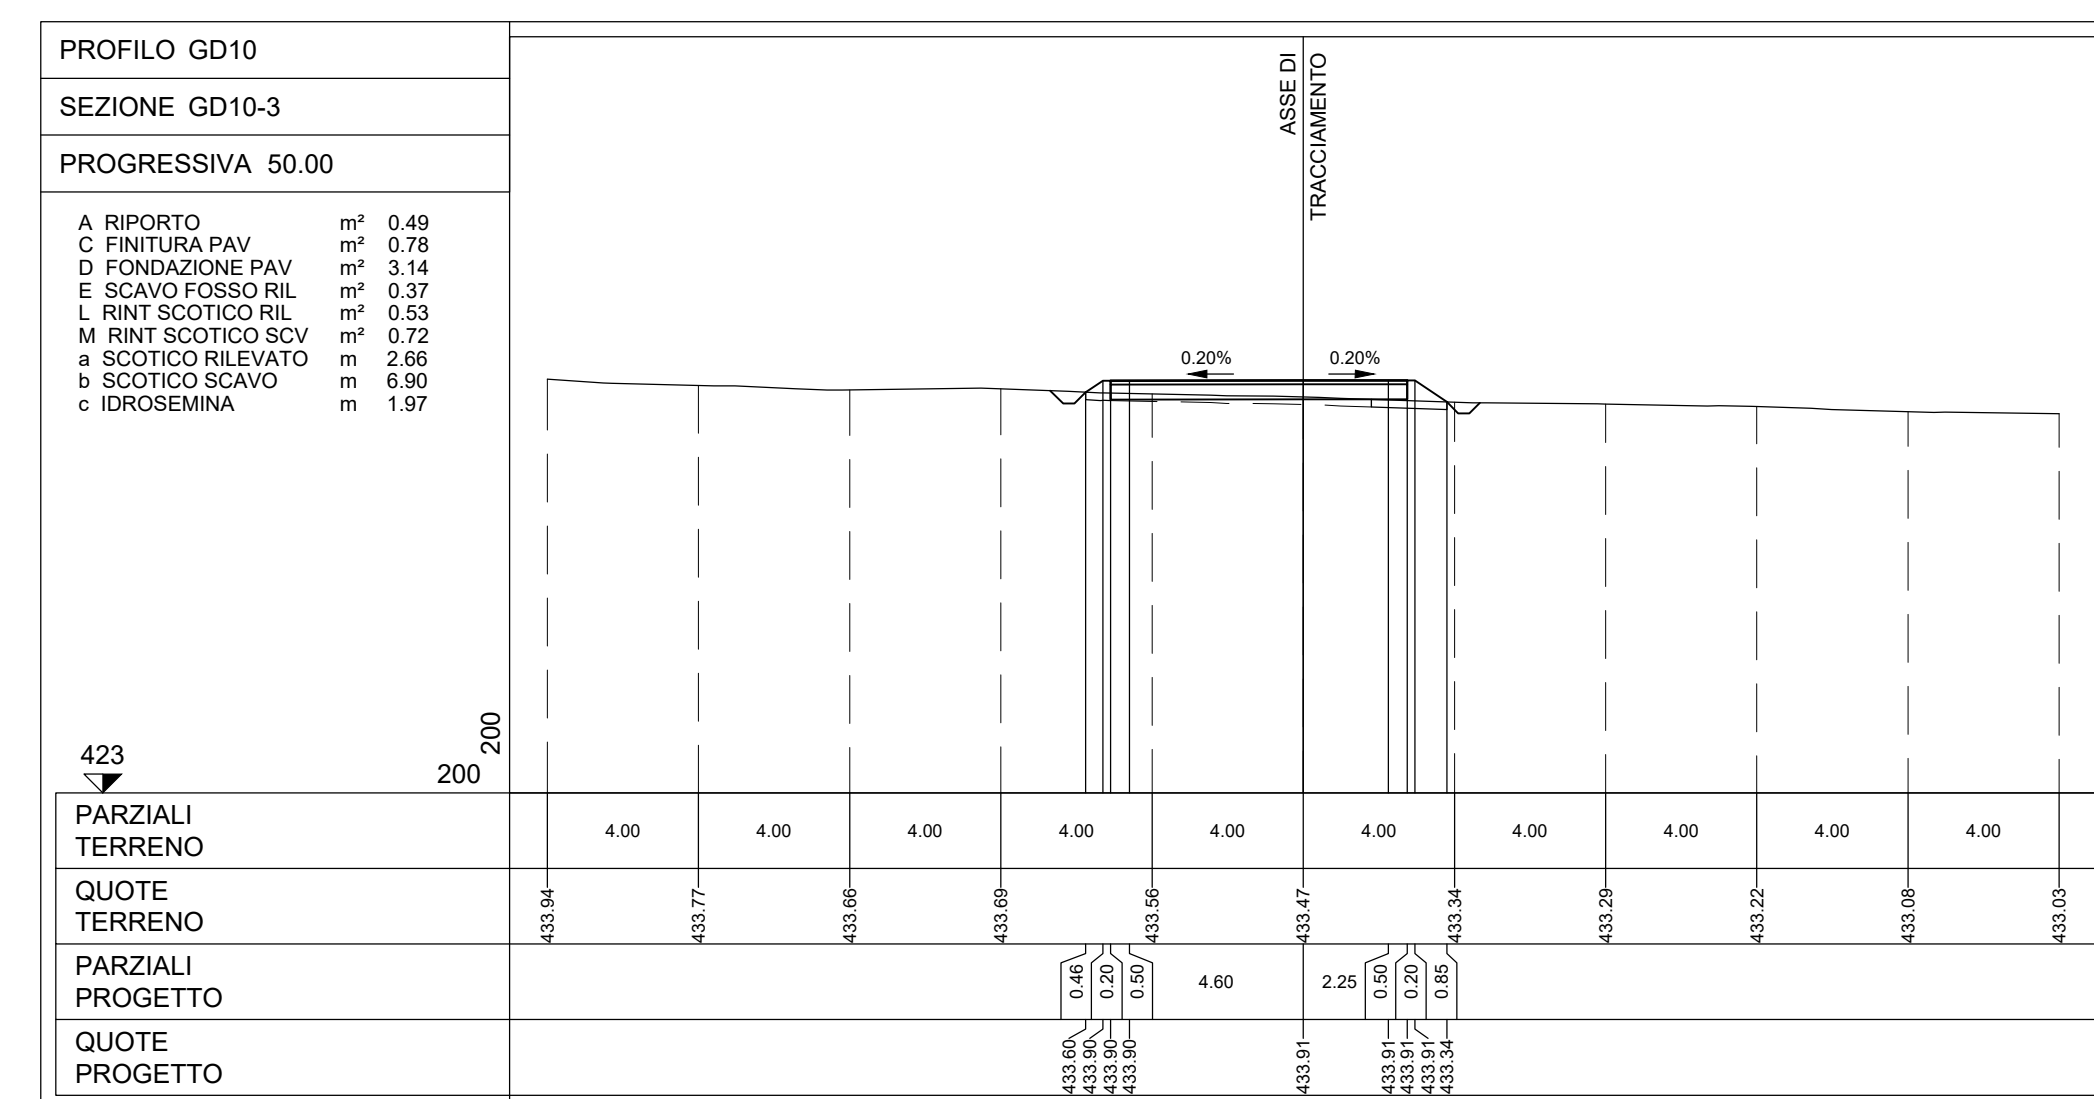 PROFILO GD10
SEZIONE GD10-3
PROGRESSIVA 50.00
A RIPORTO m² 0.49
C FINITURA PAV m² 0.78
D FONDAZIONE PAV m² 3.14
E SCAVO FOSSO RIL m² 0.37
L RINT SCOTICO RIL m² 0.53
M RINT SCOTICO SCV m² 0.72
a SCOTICO RILEVATO m 2.66
b SCOTICO SCAVO m 6.90
c IDROSEMINA m 1.97
ASSE DI
TRACCIAMENTO
0.20% 0.20%
423
200
200
PARZIALI
TERRENO
4.00 4.00 4.00 4.00 4.00 4.00 4.00 4.00 4.00 4.00
QUOTE
TERRENO
433.94 433.77 433.66 433.69 433.56 433.47 433.34 433.29 433.22 433.08 433.03
PARZIALI
PROGETTO
0.46 0.20 0.50 4.60 2.25 0.50 0.20 0.85
QUOTE
PROGETTO
433.60 433.90 433.90 433.90 433.91 433.91 433.91 433.91 433.34